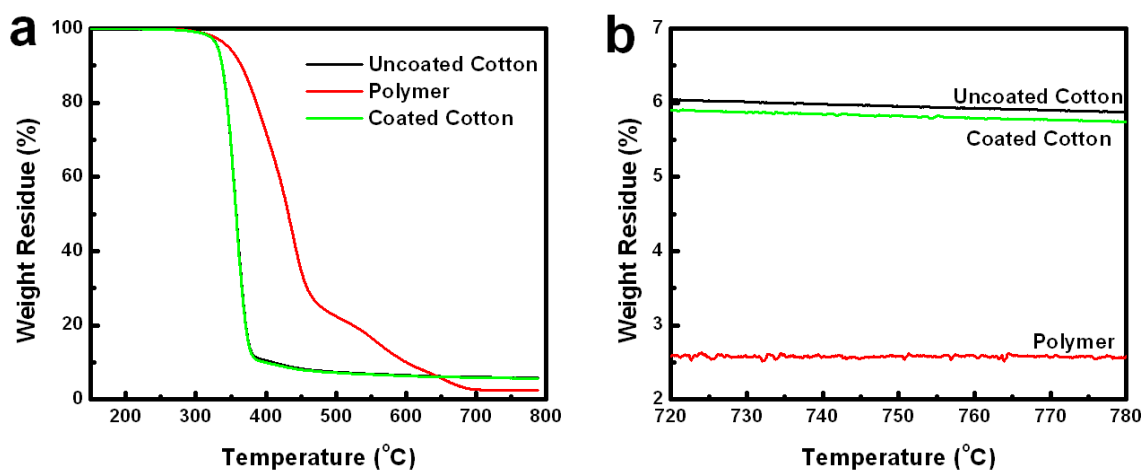 a
100
80
60
40
20
0
Weight Residue (%)
Uncoated Cotton
Polymer
Coated Cotton
200 300 400 500 600 700 800
Temperature (°C)
b
7
6
5
4
3
2
Weight Residue (%)
Uncoated Cotton
Coated Cotton
Polymer
720 730 740 750 760 770 780
Temperature (°C)